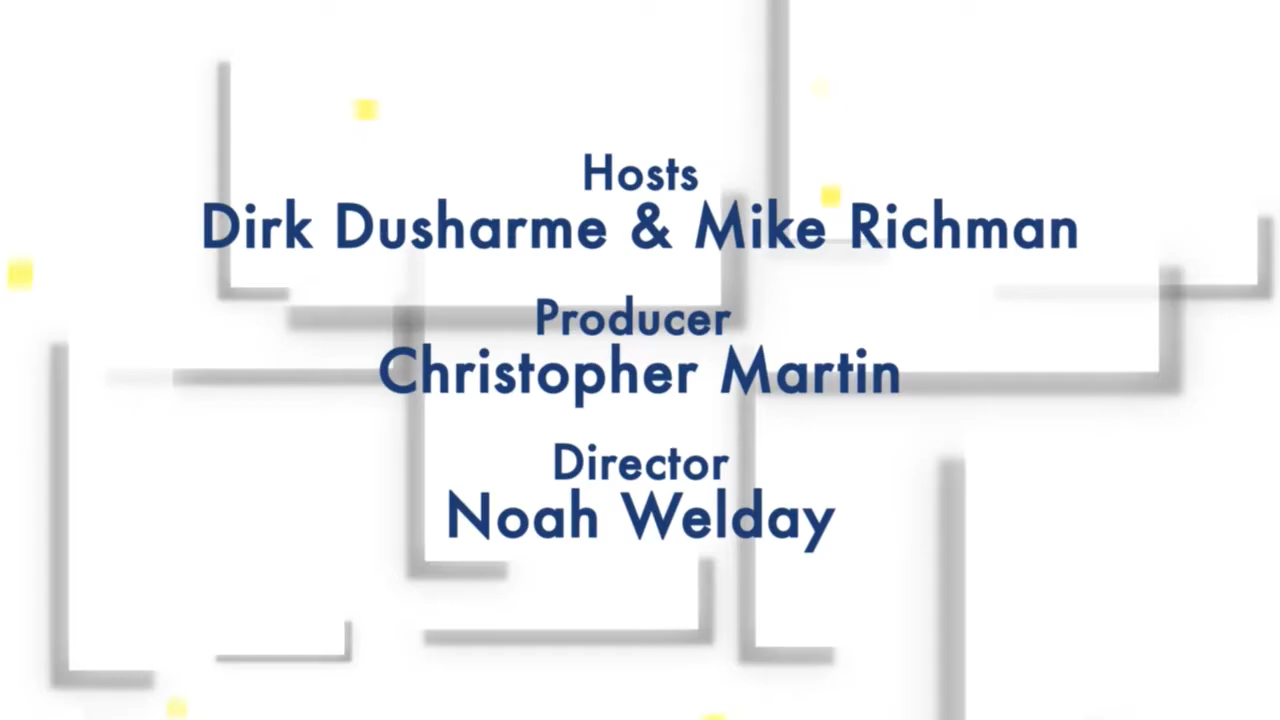 Hosts
Dirk Dusharme & Mike Richman
Producer
Christopher Martin
Director
Noah Welday